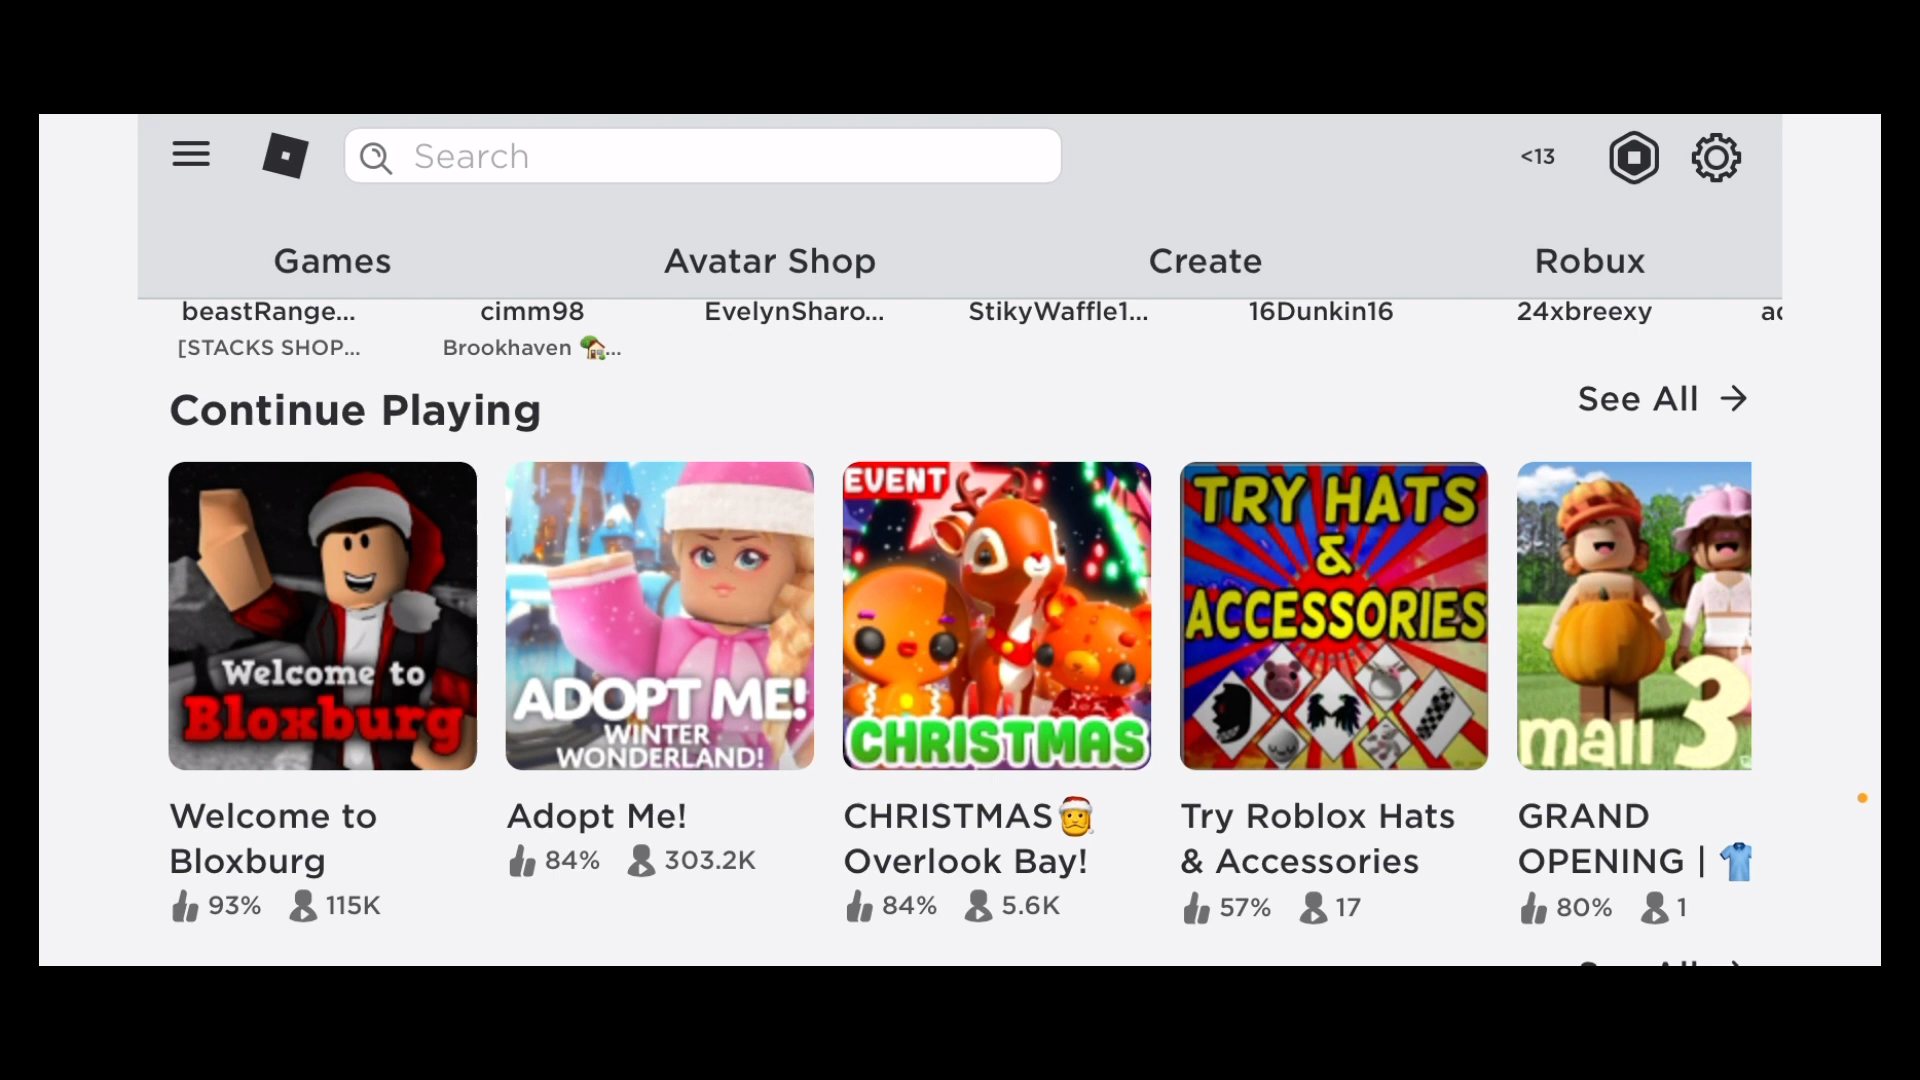 Search
<13
Games Avatar Shop Create Robux
beastRange... cimm98 EvelynSharo... StikyWaffle1... 16Dunkin16 24xbreexy
[STACKS SHOP... Brookhaven 🏡...
Continue Playing
See All →
Welcome to
Bloxburg
ADOPT ME!
WINTER
WONDERLAND!
EVENT
CHRISTMAS
TRY HATS
&
ACCESSORIES
mall 3
Welcome to
Bloxburg
93% 115K
Adopt Me!
84% 303.2K
CHRISTMAS🎅
Overlook Bay!
84% 5.6K
Try Roblox Hats
& Accessories
57% 17
GRAND
OPENING | 👕
80% 1